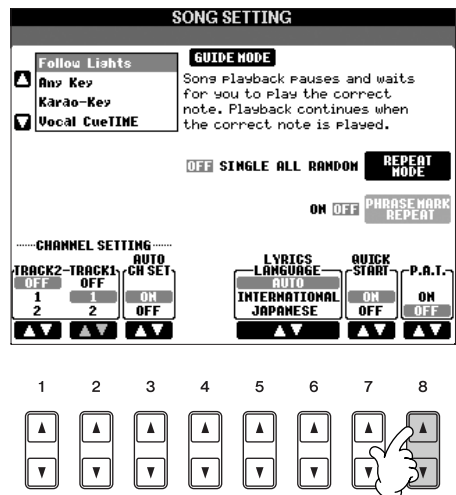 SONG SETTING
Follow Lights
Any Key
Karao-Key
Vocal CueTIME
GUIDE MODE
Song playback pauses and waits
for you to play the correct
note. Playback continues when
the correct note is played.
OFF SINGLE ALL RANDOM REPEAT MODE
ON OFF PHRASE MARK REPEAT
CHANNEL SETTING
TRACK2 TRACK1 AUTO CH SET LYRICS LANGUAGE QUICK START P.A.T.
OFF OFF AUTO
1 1 ON INTERNATIONAL ON ON
2 2 OFF JAPANESE OFF OFF
1 2 3 4 5 6 7 8